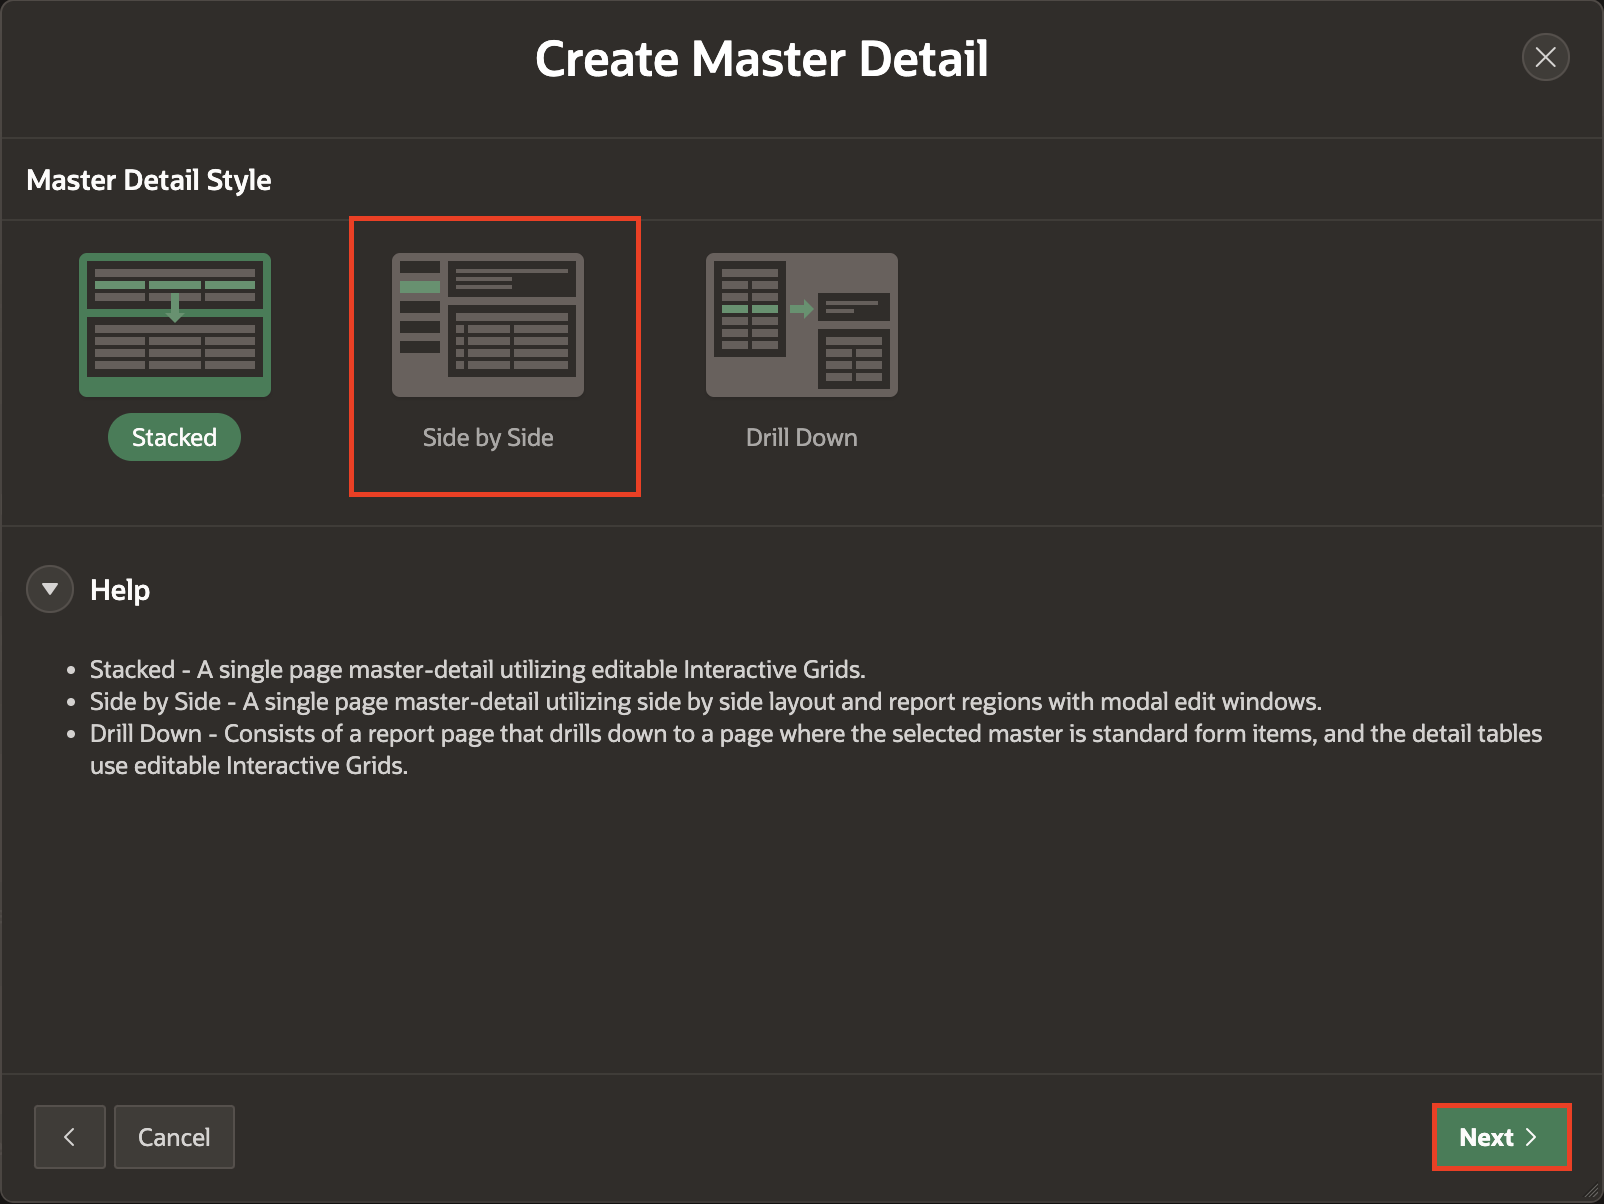 Create Master Detail
Master Detail Style
Stacked
Side by Side
Drill Down
Help
• Stacked - A single page master-detail utilizing editable Interactive Grids.
• Side by Side - A single page master-detail utilizing side by side layout and report regions with modal edit windows.
• Drill Down - Consists of a report page that drills down to a page where the selected master is standard form items, and the detail tables
use editable Interactive Grids.
Cancel
Next